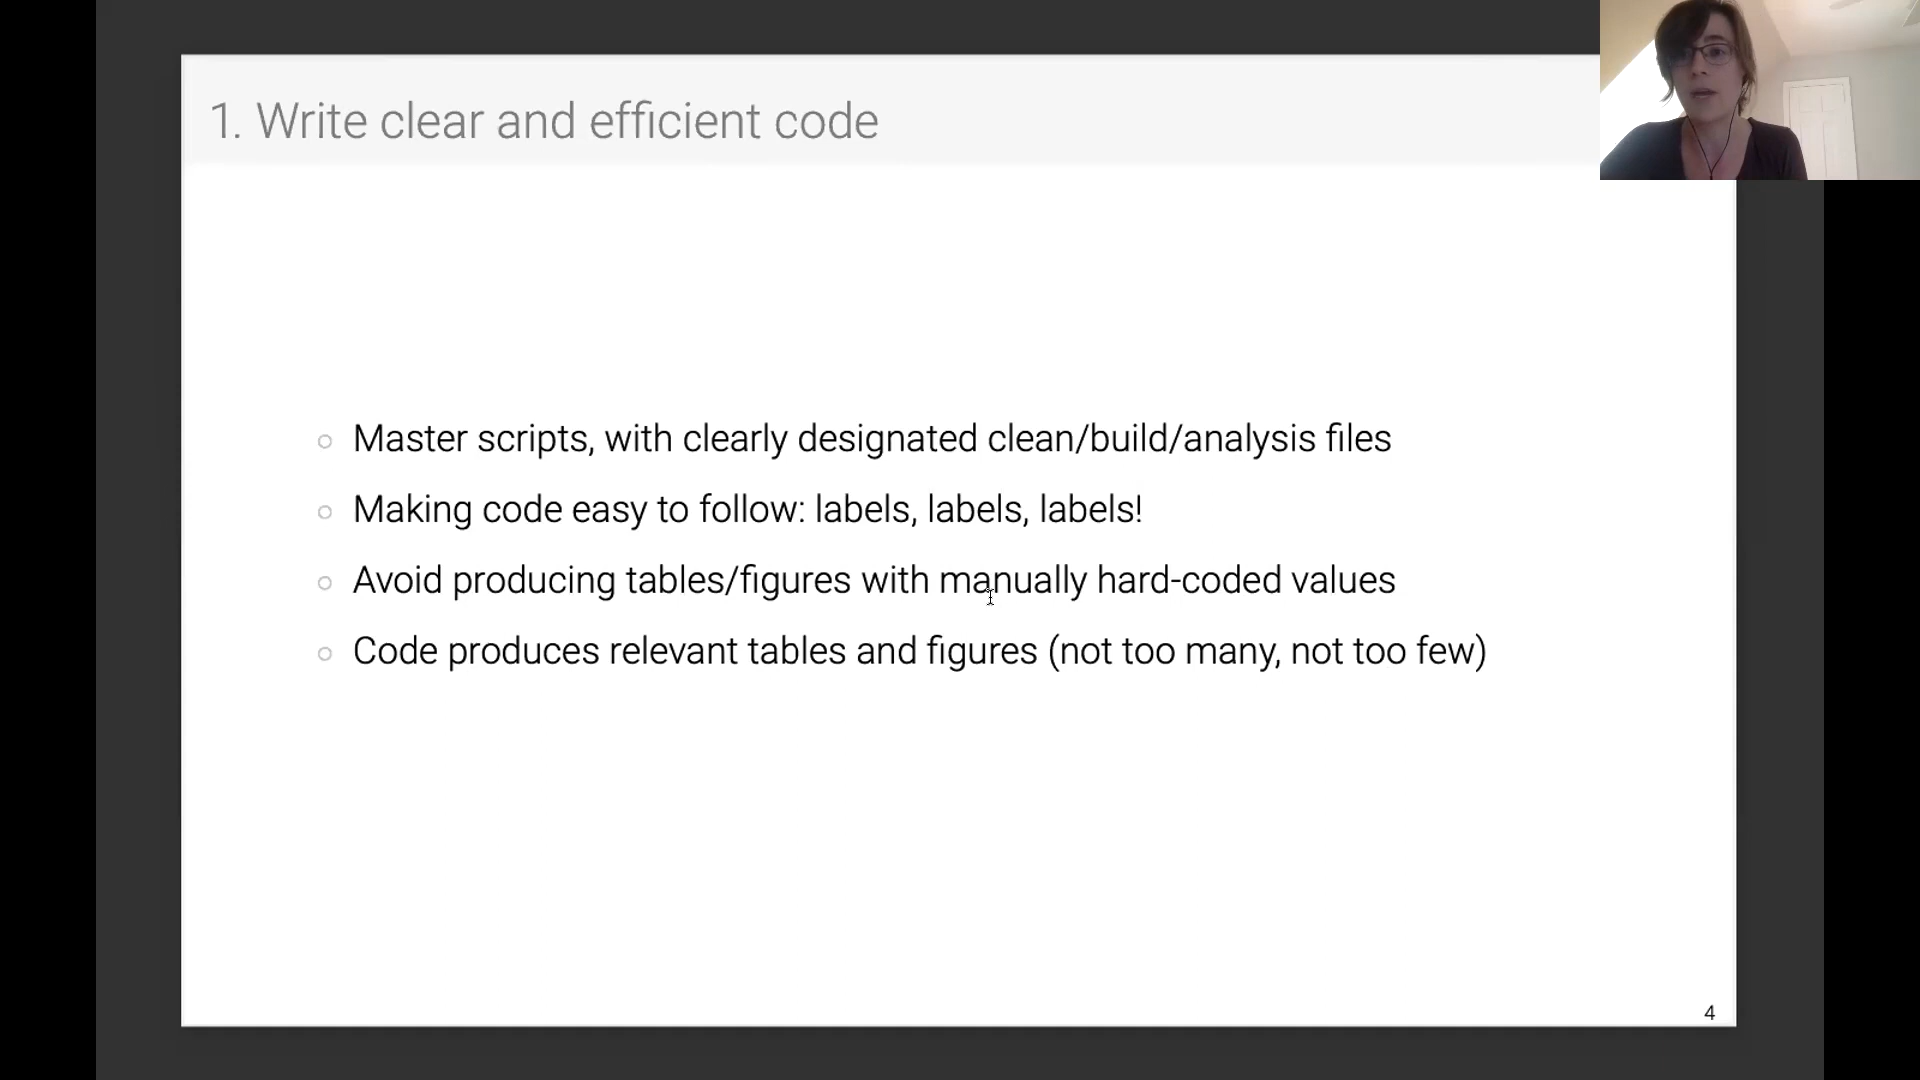 1. Write clear and efficient code
Master scripts, with clearly designated clean/build/analysis files
Making code easy to follow: labels, labels, labels!
Avoid producing tables/figures with manually hard-coded values
Code produces relevant tables and figures (not too many, not too few)
4